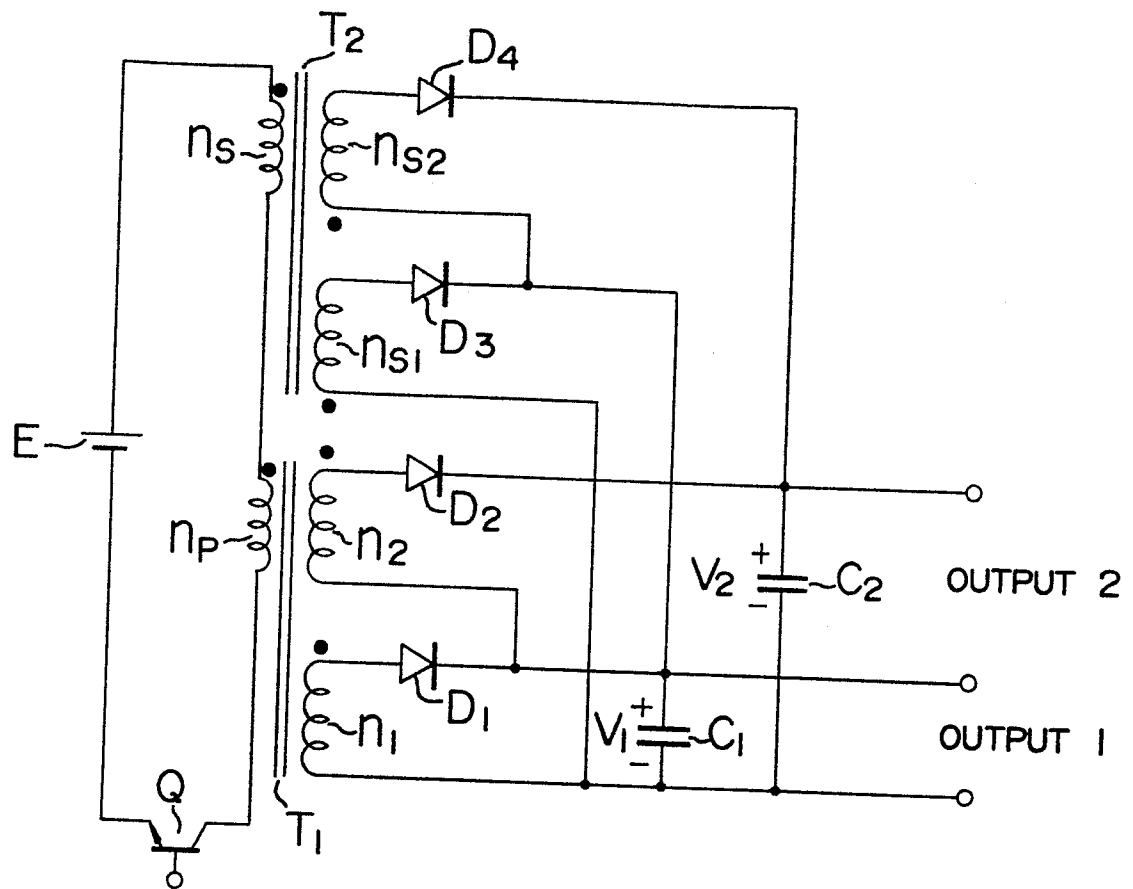 T2
D4
nS
nS2
D3
nS1
E
D2
nP
n2
V2
+
-
C2
OUTPUT 2
D1
n1
V1
+
-
C1
OUTPUT 1
Q
T1